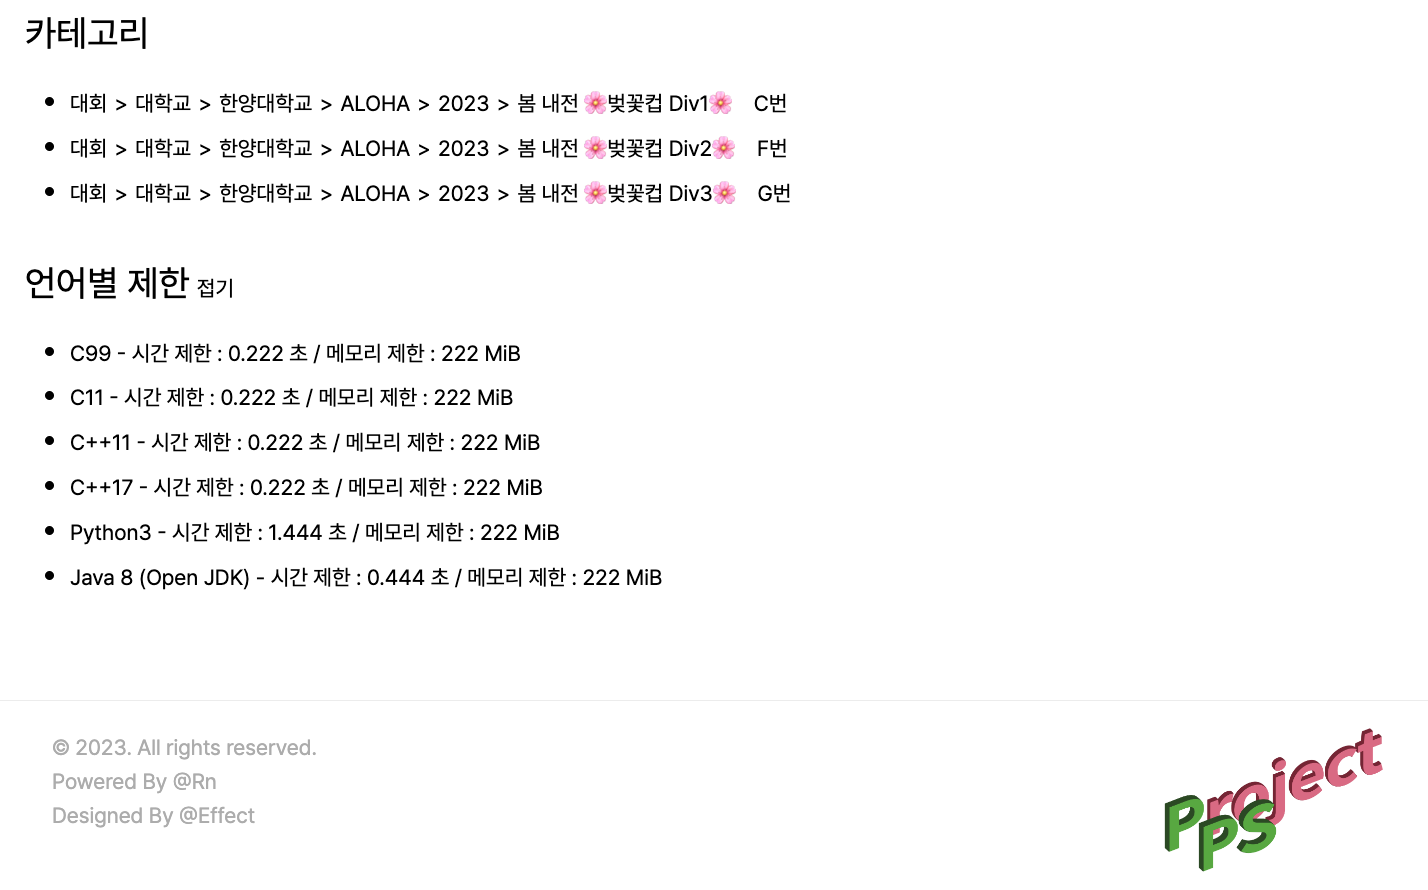 카테고리
대회 > 대학교 > 한양대학교 > ALOHA > 2023 > 봄 내전 🌸벚꽃컵 Div1🌸 C번
대회 > 대학교 > 한양대학교 > ALOHA > 2023 > 봄 내전 🌸벚꽃컵 Div2🌸 F번
대회 > 대학교 > 한양대학교 > ALOHA > 2023 > 봄 내전 🌸벚꽃컵 Div3🌸 G번
언어별 제한 접기
C99 - 시간 제한 : 0.222 초 / 메모리 제한 : 222 MiB
C11 - 시간 제한 : 0.222 초 / 메모리 제한 : 222 MiB
C++11 - 시간 제한 : 0.222 초 / 메모리 제한 : 222 MiB
C++17 - 시간 제한 : 0.222 초 / 메모리 제한 : 222 MiB
Python3 - 시간 제한 : 1.444 초 / 메모리 제한 : 222 MiB
Java 8 (Open JDK) - 시간 제한 : 0.444 초 / 메모리 제한 : 222 MiB
© 2023. All rights reserved.
Powered By @Rn
Designed By @Effect
Project
PPS